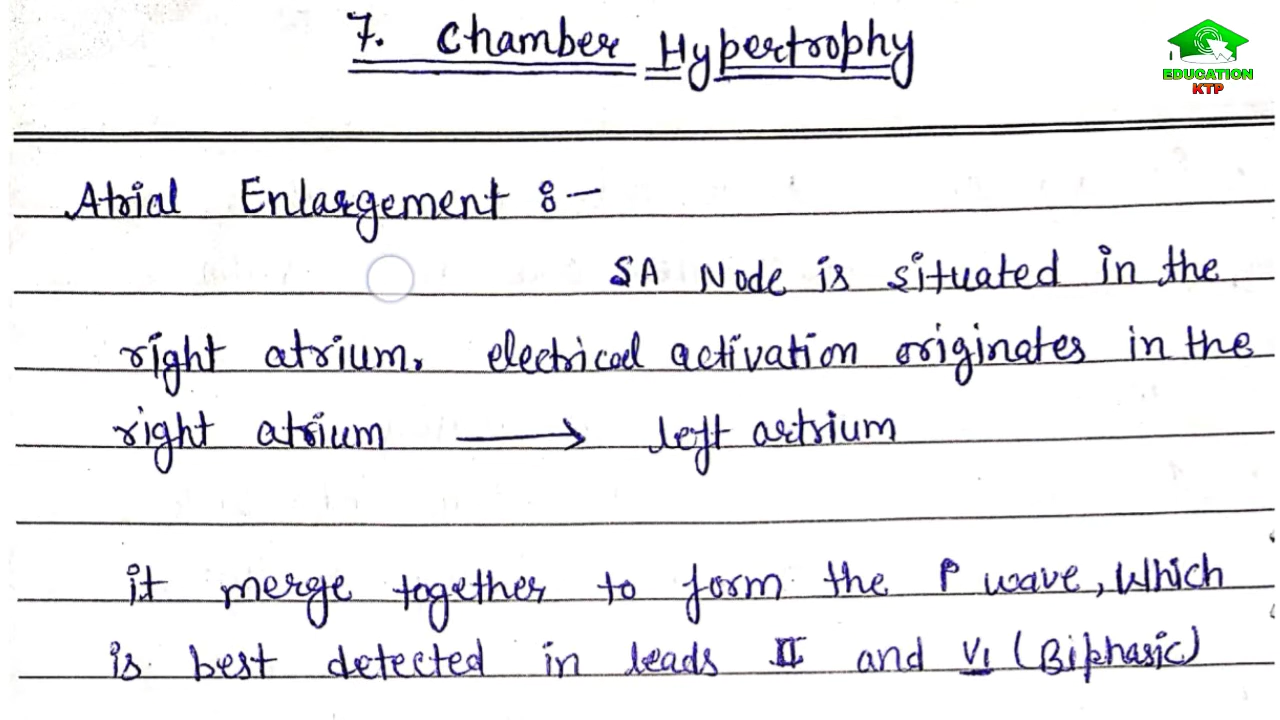 7. Chamber Hypertrophy
EDUCATION
KTP
Atrial Enlargement :-
SA Node is situated in the
right atrium, electrical activation originates in the
right atrium → left artrium
it merge together to form the P wave, Which
is best detected in leads II and V1 (Biphasic)